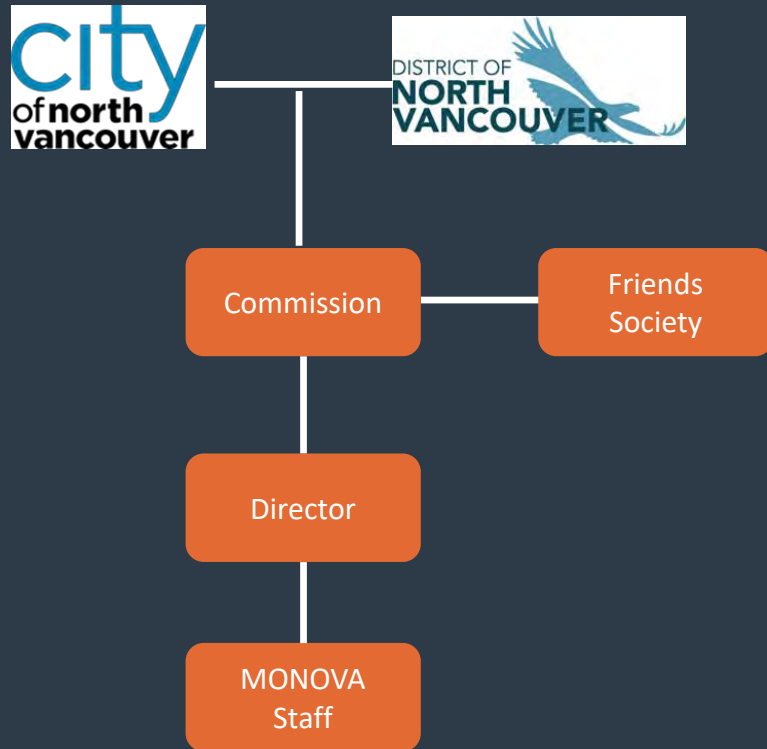 city
of north
vancouver
DISTRICT OF
NORTH
VANCOUVER
Commission
Friends
Society
Director
MONOVA
Staff